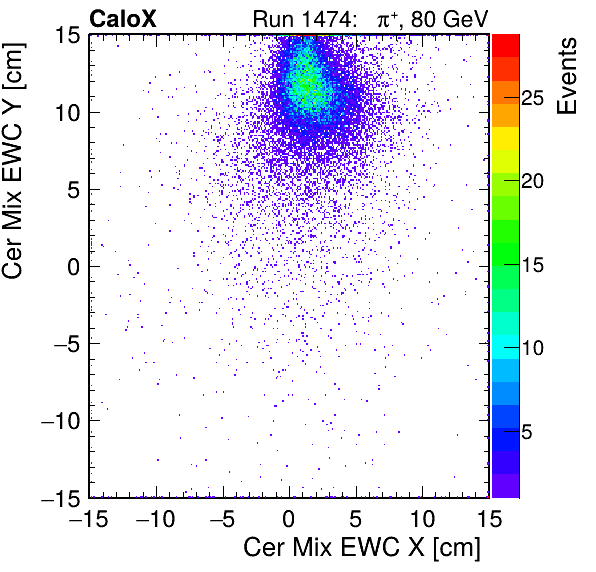 CaloX Run 1474: π⁺, 80 GeV
Cer Mix EWC Y [cm]
Events
15
10
5
0
−5
−10
−15
25
20
15
10
5
−15 −10 −5 0 5 10 15
Cer Mix EWC X [cm]